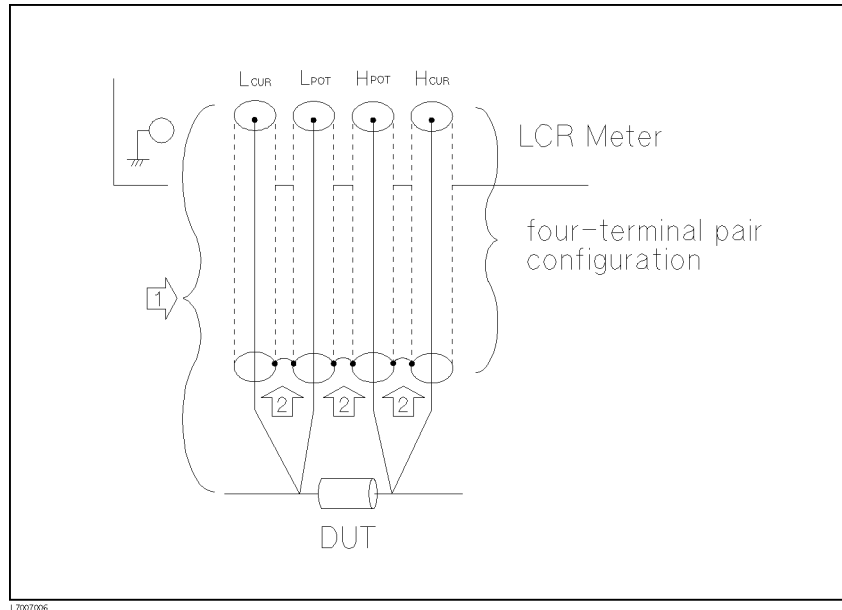 LCUR LPOT HPOT HCUR
LCR Meter
four-terminal pair
configuration
1
2 2 2
DUT
L7007006